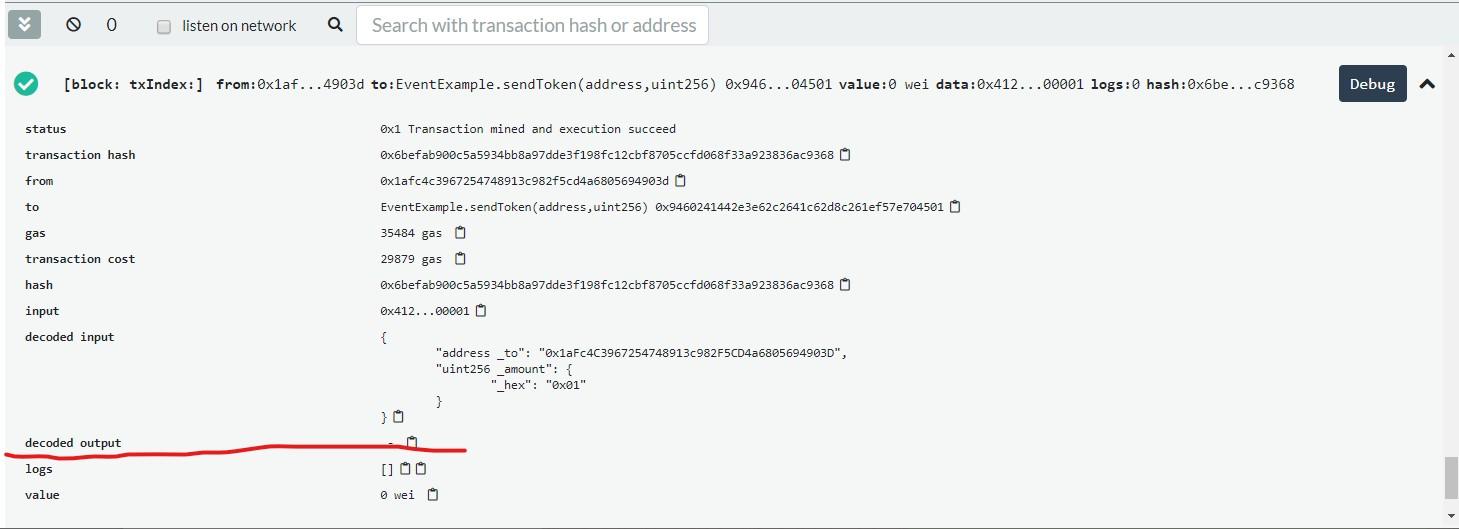 0 listen on network Search with transaction hash or address
[block: txIndex:] from:0x1af...4903d to:EventExample.sendToken(address,uint256) 0x946...04501 value:0 wei data:0x412...00001 logs:0 hash:0x6be...c9368 Debug
status 0x1 Transaction mined and execution succeed
transaction hash 0x6befab900c5a5934bb8a97dde3f198fc12cbf8705ccfd068f33a923836ac9368
from 0x1afc4c3967254748913c982f5cd4a6805694903d
to EventExample.sendToken(address,uint256) 0x9460241442e3e62c2641c62d8c261ef57e704501
gas 35484 gas
transaction cost 29879 gas
hash 0x6befab900c5a5934bb8a97dde3f198fc12cbf8705ccfd068f33a923836ac9368
input 0x412...00001
decoded input {
"address _to": "0x1aFc4C3967254748913c982F5CD4a6805694903D",
"uint256 _amount": {
"_hex": "0x01"
}
}
decoded output -
logs []
value 0 wei